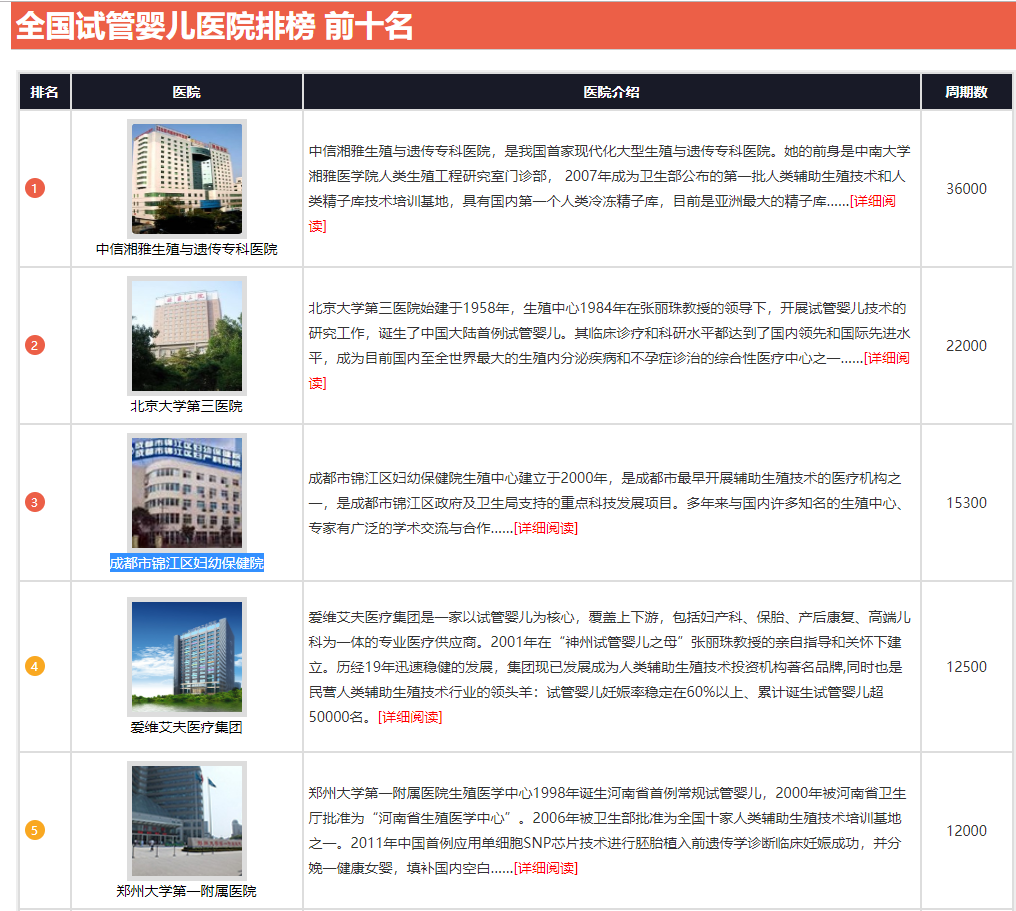 全国试管婴儿医院排榜 前十名
排名
医院
医院介绍
周期数
1
中信湘雅生殖与遗传专科医院
中信湘雅生殖与遗传专科医院，是我国首家现代化大型生殖与遗传专科医院。她的前身是中南大学
湘雅医学院人类生殖工程研究室门诊部， 2007年成为卫生部公布的第一批人类辅助生殖技术和人
类精子库技术培训基地，具有国内第一个人类冷冻精子库，目前是亚洲最大的精子库......[详细阅
读]
36000
2
北京大学第三医院
北京大学第三医院始建于1958年，生殖中心1984年在张丽珠教授的领导下，开展试管婴儿技术的
研究工作，诞生了中国大陆首例试管婴儿。其临床诊疗和科研水平都达到了国内领先和国际先进水
平，成为目前国内至全世界最大的生殖内分泌疾病和不孕症诊治的综合性医疗中心之一......[详细阅
读]
22000
3
成都市锦江区妇幼保健院
成都市锦江区妇产科医院
成都市锦江区妇幼保健院
成都市锦江区妇幼保健院生殖中心建立于2000年，是成都市最早开展辅助生殖技术的医疗机构之
一，是成都市锦江区政府及卫生局支持的重点科技发展项目。多年来与国内许多知名的生殖中心、
专家有广泛的学术交流与合作......[详细阅读]
15300
4
爱维艾夫医疗集团
爱维艾夫医疗集团是一家以试管婴儿为核心，覆盖上下游，包括妇产科、保胎、产后康复、高端儿
科为一体的专业医疗供应商。2001年在“神州试管婴儿之母”张丽珠教授的亲自指导和关怀下建
立。历经19年迅速稳健的发展，集团现已发展成为人类辅助生殖技术投资机构著名品牌,同时也是
民营人类辅助生殖技术行业的领头羊：试管婴儿妊娠率稳定在60%以上、累计诞生试管婴儿超
50000名。[详细阅读]
12500
5
郑州大学第一附属医院
郑州大学第一附属医院生殖医学中心1998年诞生河南省首例常规试管婴儿，2000年被河南省卫生
厅批准为“河南省生殖医学中心”。2006年被卫生部批准为全国十家人类辅助生殖技术培训基地
之一。2011年中国首例应用单细胞SNP芯片技术进行胚胎植入前遗传学诊断临床妊娠成功，并分
娩一健康女婴，填补国内空白......[详细阅读]
12000